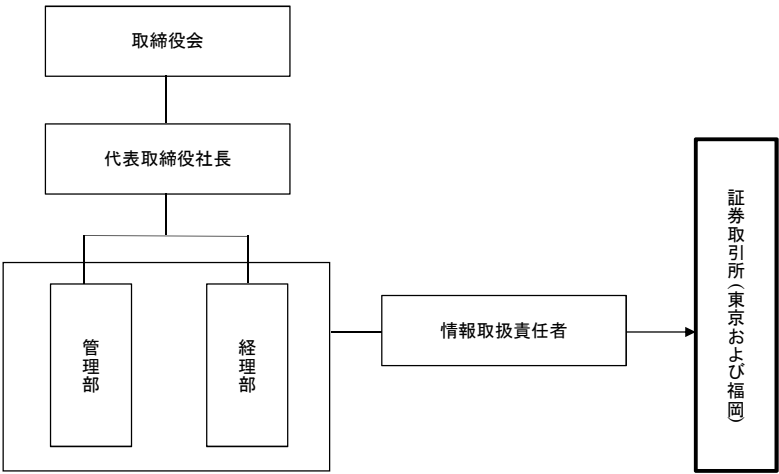 取締役会
代表取締役社長
管理部
経理部
情報取扱責任者
証券取引所(東京および福岡)